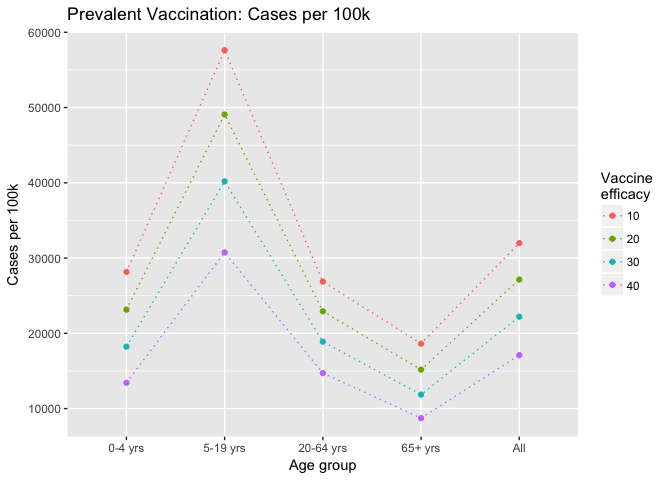 Prevalent Vaccination: Cases per 100k
60000
50000
40000
30000
20000
10000
Cases per 100k
0-4 yrs
5-19 yrs
20-64 yrs
65+ yrs
All
Age group
Vaccine
efficacy
10
20
30
40